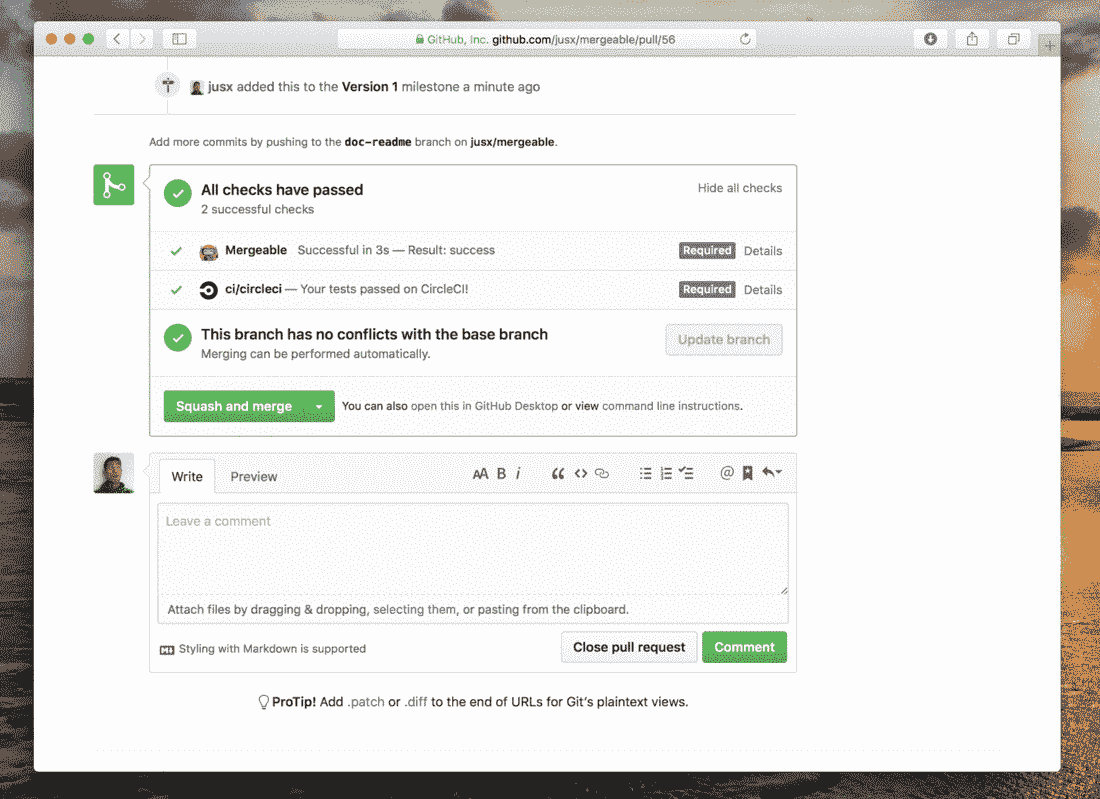 GitHub, Inc. github.com/jusx/mergeable/pull/56
jusx added this to the Version 1 milestone a minute ago
Add more commits by pushing to the doc-readme branch on jusx/mergeable.
All checks have passed
Hide all checks
2 successful checks
Mergeable Successful in 3s — Result: success Required Details
ci/circleci — Your tests passed on CircleCI! Required Details
This branch has no conflicts with the base branch
Merging can be performed automatically.
Update branch
Squash and merge You can also open this in GitHub Desktop or view command line instructions.
Write Preview AA B i @
Leave a comment
Attach files by dragging & dropping, selecting them, or pasting from the clipboard.
Styling with Markdown is supported
Close pull request Comment
ProTip! Add .patch or .diff to the end of URLs for Git's plaintext views.